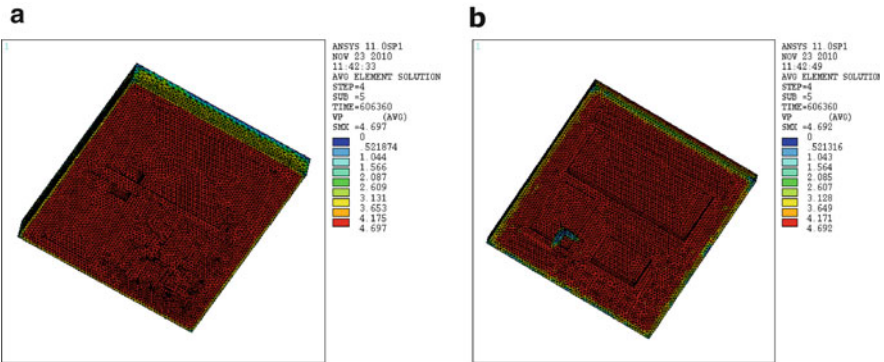 a
1
ANSYS 11.0SP1
NOV 23 2010
11:42:33
AVG ELEMENT SOLUTION
STEP=4
SUB =5
TIME=606360
VP (AVG)
SMX =4.697
0
.521874
1.044
1.566
2.087
2.609
3.131
3.653
4.175
4.697
b
1
ANSYS 11.0SP1
NOV 23 2010
11:42:49
AVG ELEMENT SOLUTION
STEP=4
SUB =5
TIME=606360
VP (AVG)
SMX =4.692
0
.521316
1.043
1.564
2.085
2.607
3.128
3.649
4.171
4.692